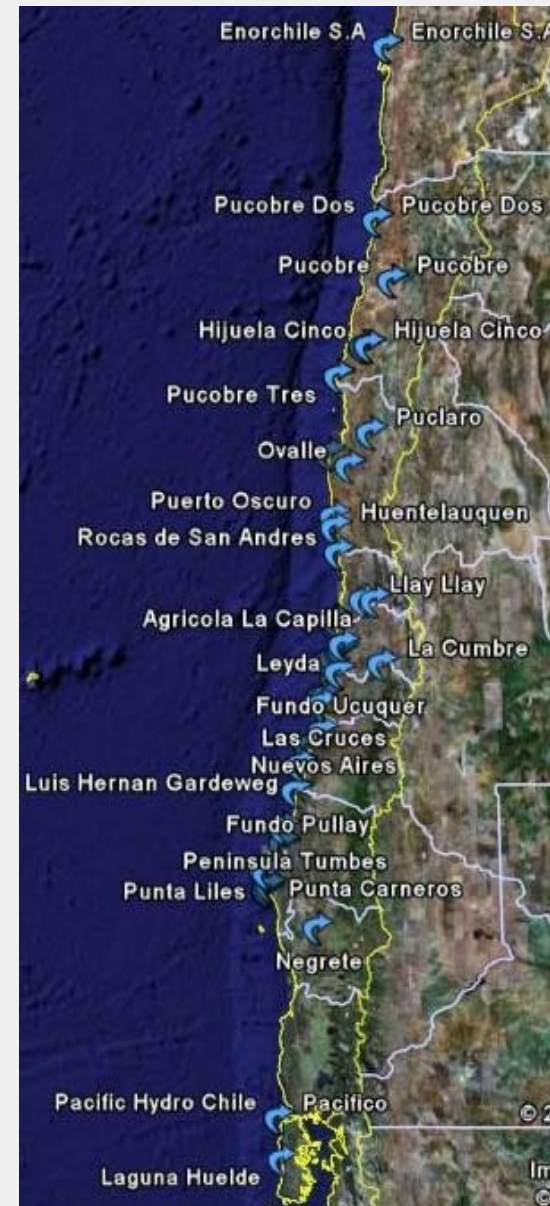 Enorchile S.A Enorchile S.A
Pucobre Dos Pucobre Dos
Pucobre Pucobre
Hijuela Cinco Hijuela Cinco
Pucobre Tres
Puclaro
Ovalle
Puerto Oscuro
Huentelauquen
Rocas de San Andres
Llay Llay
Agricola La Capilla
La Cumbre
Leyda
Fundo Ucuquer
Las Cruces
Nuevos Aires
Luis Hernan Gardeweg
Fundo Pullay
Peninsula Tumbes
Punta Liles Punta Carneros
Negrete
Pacific Hydro Chile Pacifico
© 2
Laguna Huelde
Im
©